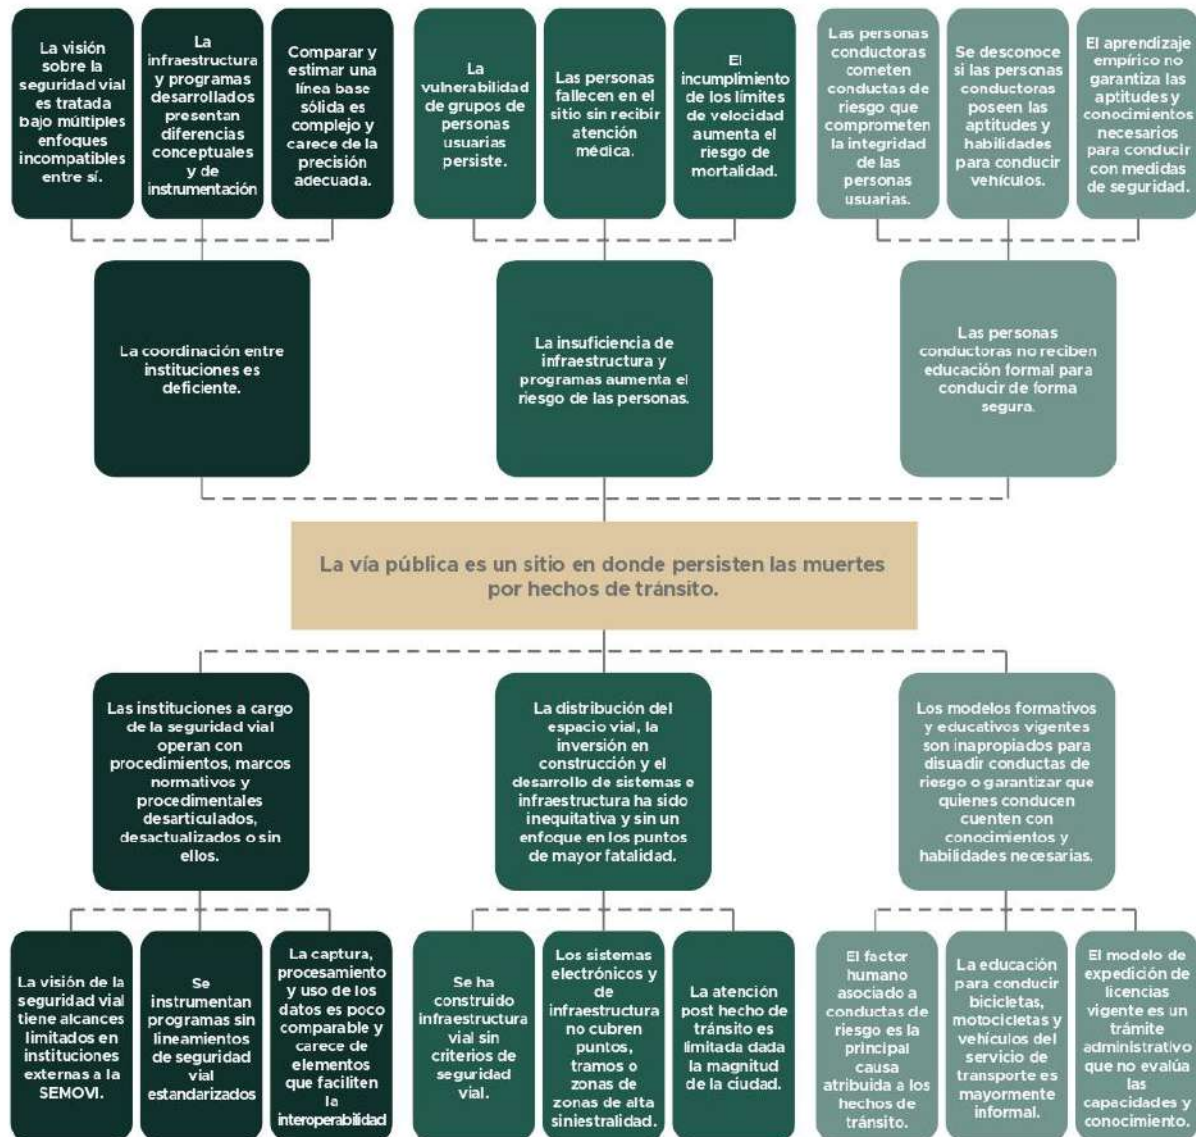 La visión
sobre la
seguridad vial
es tratada
bajo múltiples
enfoques
incompatibles
entre sí.
La
infraestructura
y programas
desarrollados
presentan
diferencias
conceptuales
y de
instrumentación
Comparar y
estimar una
línea base
sólida es
complejo y
carece de la
precisión
adecuada.
La
vulnerabilidad
de grupos de
personas
usuarias
persiste.
Las personas
fallecen en el
sitio sin recibir
atención
médica.
El
incumplimiento
de los límites
de velocidad
aumenta el
riesgo de
mortalidad.
Las personas
conductoras
cometen
conductas de
riesgo que
comprometen
la integridad
de las
personas
usuarias.
Se desconoce
si las personas
conductoras
poseen las
aptitudes y
habilidades
para conducir
vehículos.
El aprendizaje
empírico no
garantiza las
aptitudes y
conocimientos
necesarios
para conducir
con medidas
de seguridad.
La coordinación entre
instituciones es
deficiente.
La insuficiencia de
infraestructura y
programas aumenta el
riesgo de las personas.
Las personas
conductoras no reciben
educación formal para
conducir de forma
segura.
La vía pública es un sitio en donde persisten las muertes
por hechos de tránsito.
Las instituciones a cargo
de la seguridad vial
operan con
procedimientos, marcos
normativos y
procedimentales
desarticulados,
desactualizados o sin
ellos.
La distribución del
espacio vial, la
inversión en
construcción y el
desarrollo de sistemas e
infraestructura ha sido
inequitativa y sin un
enfoque en los puntos
de mayor fatalidad.
Los modelos formativos
y educativos vigentes
son inapropiados para
disuadir conductas de
riesgo o garantizar que
quienes conducen
cuenten con
conocimientos y
habilidades necesarias.
La visión de la
seguridad vial
tiene alcances
limitados en
instituciones
externas a la
SEMOVI.
Se
instrumentan
programas sin
lineamientos
de seguridad
vial
estandarizados
La captura,
procesamiento
y uso de los
datos es poco
comparable y
carece de
elementos
que faciliten
la
interoperabilidad
Se ha
construido
infraestructura
vial sin
criterios de
seguridad vial.
Los sistemas
electrónicos y
de
infraestructura
no cubren
puntos,
tramos o
zonas de
zonas de alta
siniestralidad.
La atención
post hecho de
tránsito es
limitada dada
la magnitud
de la ciudad.
El factor
humano
asociado a
conductas de
riesgo es la
principal
causa
atribuida a los
hechos de
tránsito.
La educación
para conducir
bicicletas,
motocicletas y
vehículos del
servicio de
transporte es
mayormente
informal.
El modelo de
expedición de
licencias
vigente es un
trámite
administrativo
que no evalúa
las
capacidades y
conocimiento.